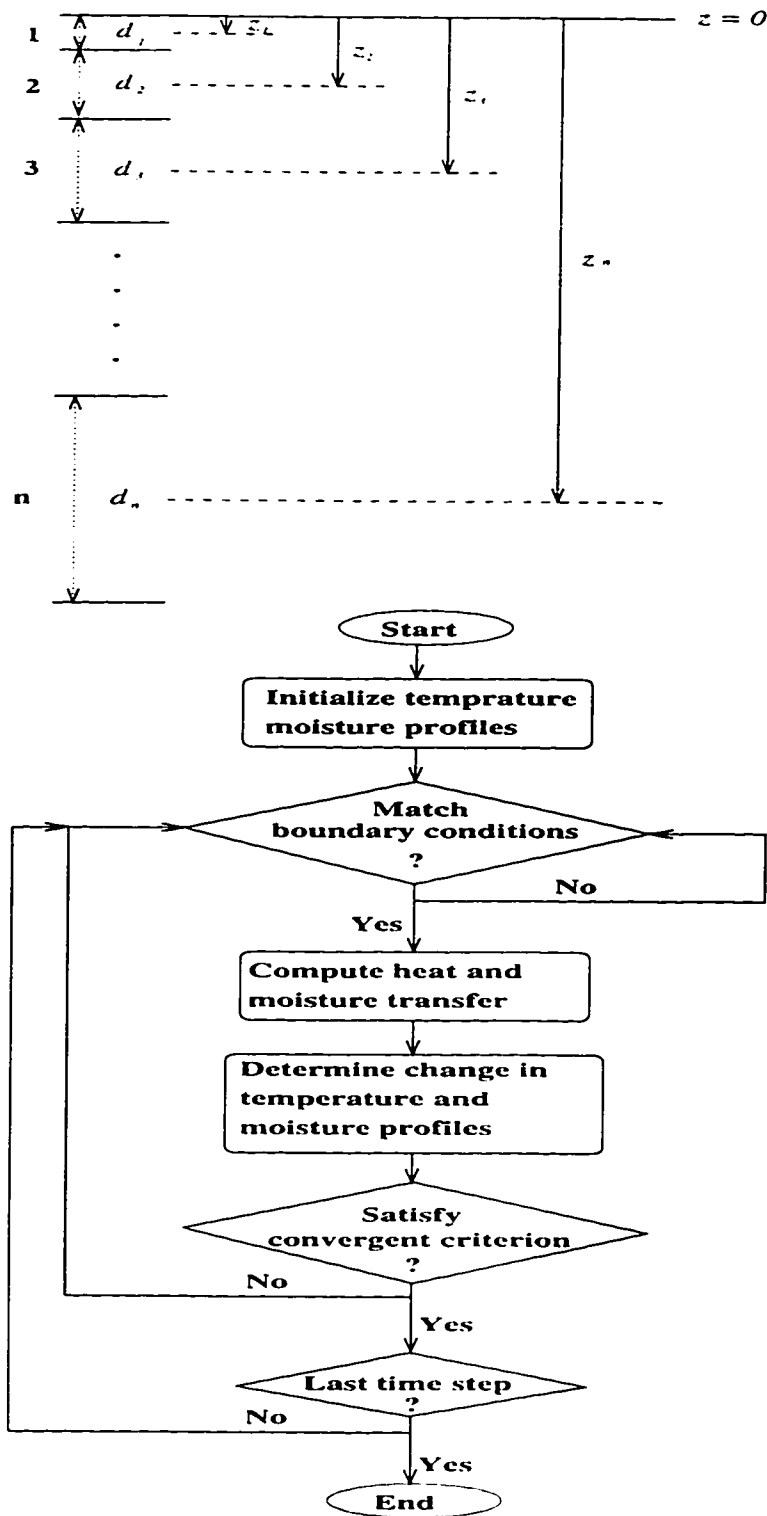 z = 0
1 d
2 d z
3 d z
z
n d n
Start
Initialize temprature
moisture profiles
Match
boundary conditions
?
No
Yes
Compute heat and
moisture transfer
Determine change in
temperature and
moisture profiles
Satisfy
convergent criterion
?
No
Yes
Last time step
?
No
Yes
End